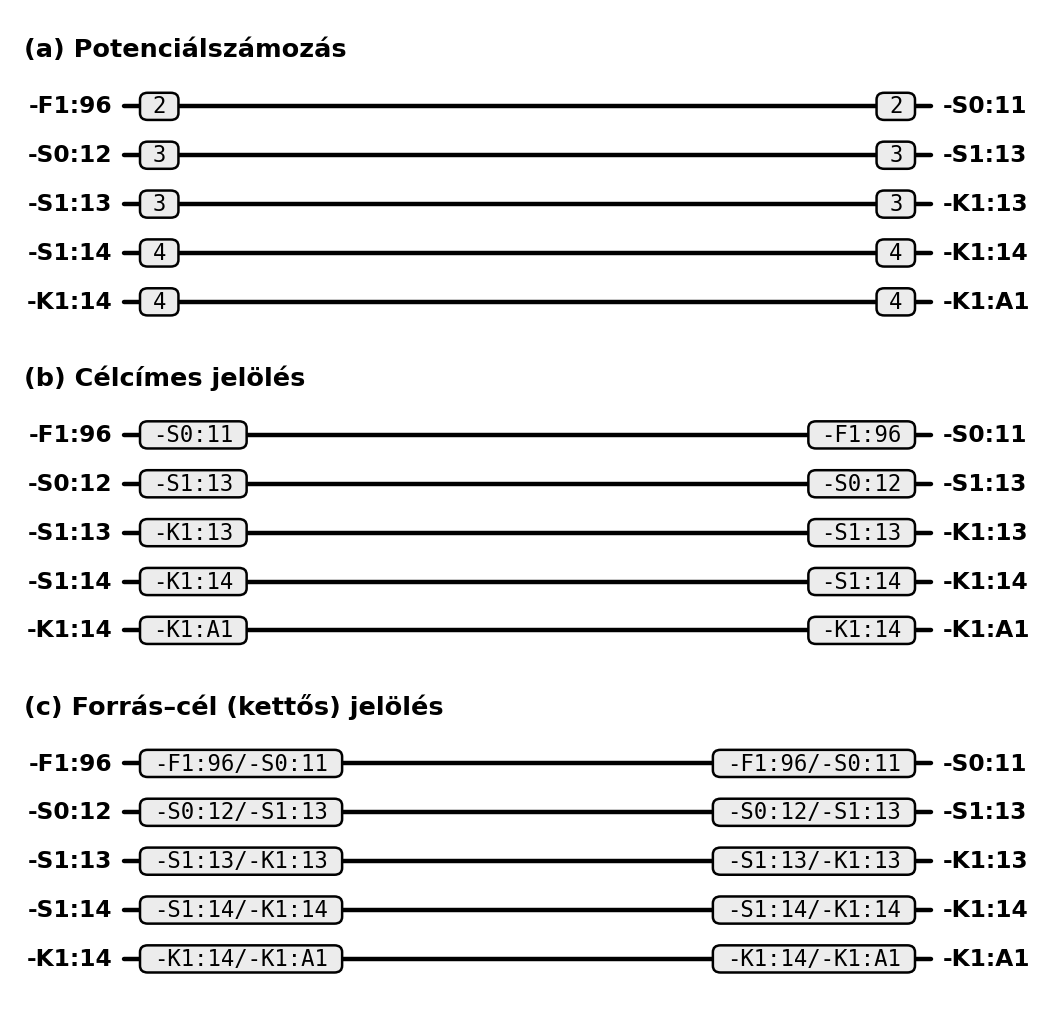 (a) Potenciálszámozás
-F1:96 2 2 -S0:11
-S0:12 3 3 -S1:13
-S1:13 3 3 -K1:13
-S1:14 4 4 -K1:14
-K1:14 4 4 -K1:A1
(b) Célcímes jelölés
-F1:96 -S0:11 -F1:96 -S0:11
-S0:12 -S1:13 -S0:12 -S1:13
-S1:13 -K1:13 -S1:13 -K1:13
-S1:14 -K1:14 -S1:14 -K1:14
-K1:14 -K1:A1 -K1:14 -K1:A1
(c) Forrás–cél (kettős) jelölés
-F1:96 -F1:96/-S0:11 -F1:96/-S0:11 -S0:11
-S0:12 -S0:12/-S1:13 -S0:12/-S1:13 -S1:13
-S1:13 -S1:13/-K1:13 -S1:13/-K1:13 -K1:13
-S1:14 -S1:14/-K1:14 -S1:14/-K1:14 -K1:14
-K1:14 -K1:14/-K1:A1 -K1:14/-K1:A1 -K1:A1